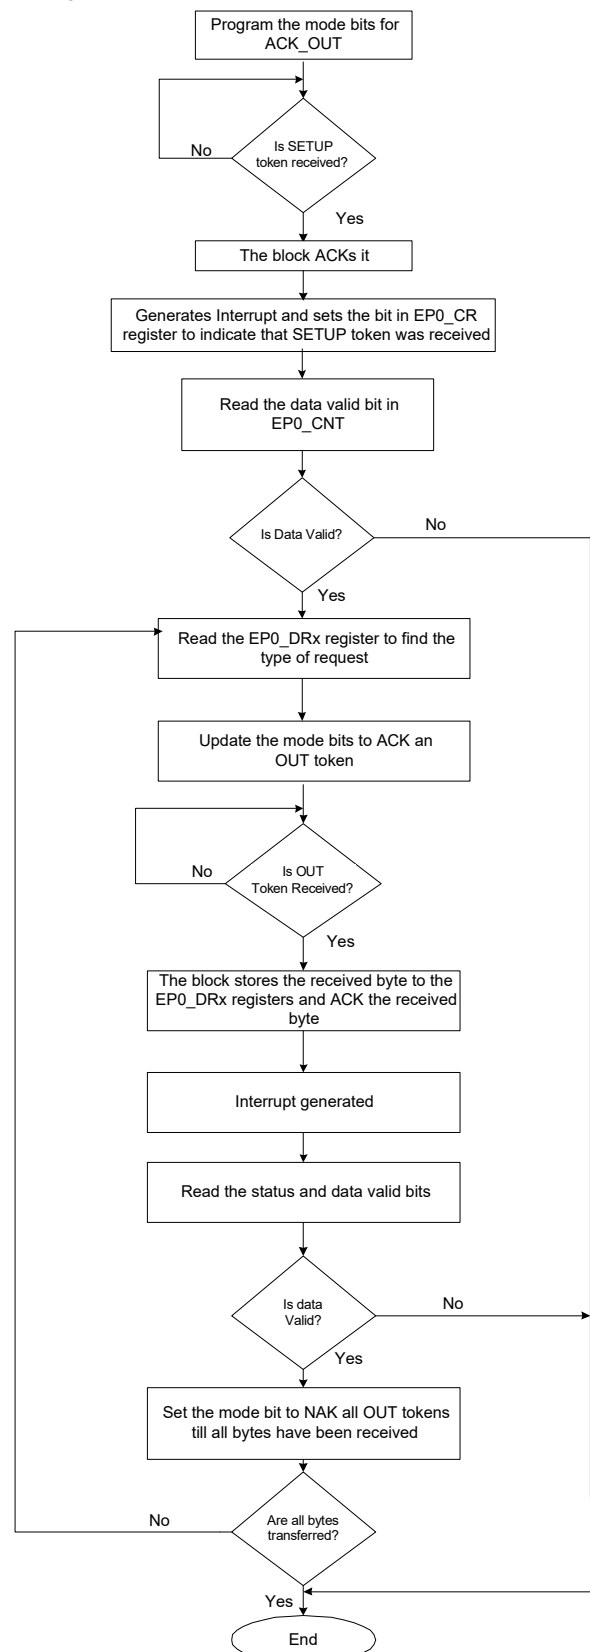 Program the mode bits for
ACK_OUT
No
Is SETUP
token received?
Yes
The block ACKs it
Generates Interrupt and sets the bit in EP0_CR
register to indicate that SETUP token was received
Read the data valid bit in
EP0_CNT
Is Data Valid?
No
Yes
Read the EP0_DRx register to find the
type of request
Update the mode bits to ACK an
OUT token
No
Is OUT
Token Received?
Yes
The block stores the received byte to the
EP0_DRx registers and ACK the received
byte
Interrupt generated
Read the status and data valid bits
Is data
Valid?
No
Yes
Set the mode bit to NAK all OUT tokens
till all bytes have been received
No
Are all bytes
transferred?
Yes
End